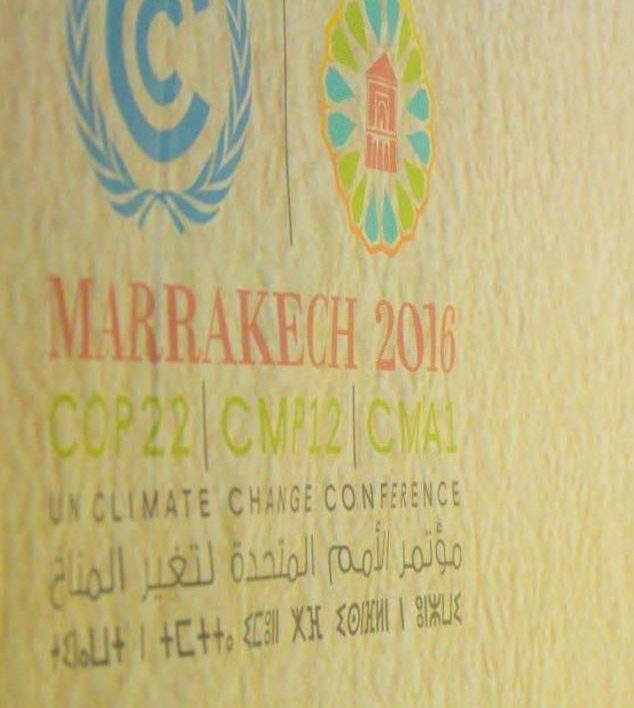 MARRAKECH 2016
COP22 | CMP12 | CMA1
UN CLIMATE CHANGE CONFERENCE
مؤتمر الأمم المتحدة لتغير المناخ